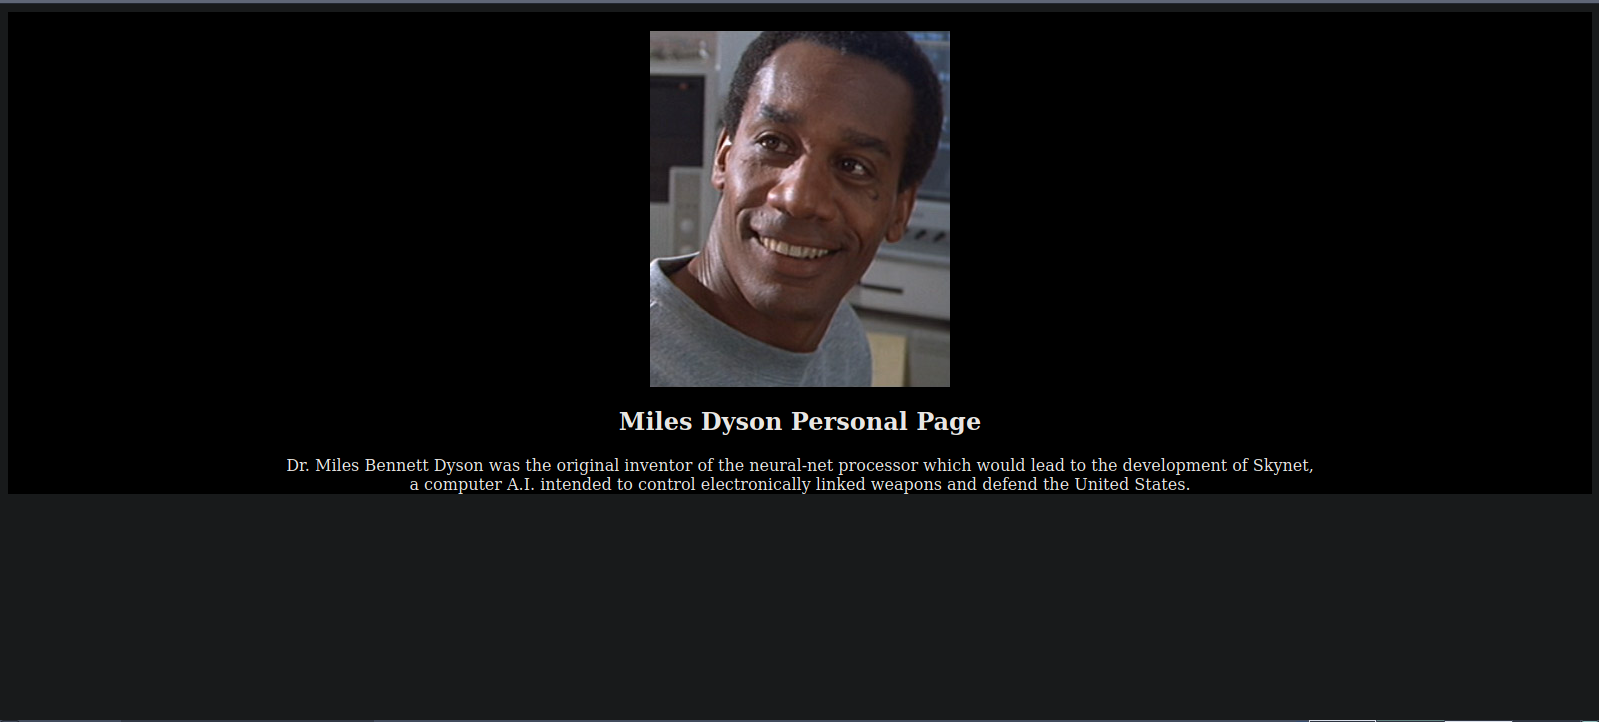 Miles Dyson Personal Page
Dr. Miles Bennett Dyson was the original inventor of the neural-net processor which would lead to the development of Skynet,
a computer A.I. intended to control electronically linked weapons and defend the United States.